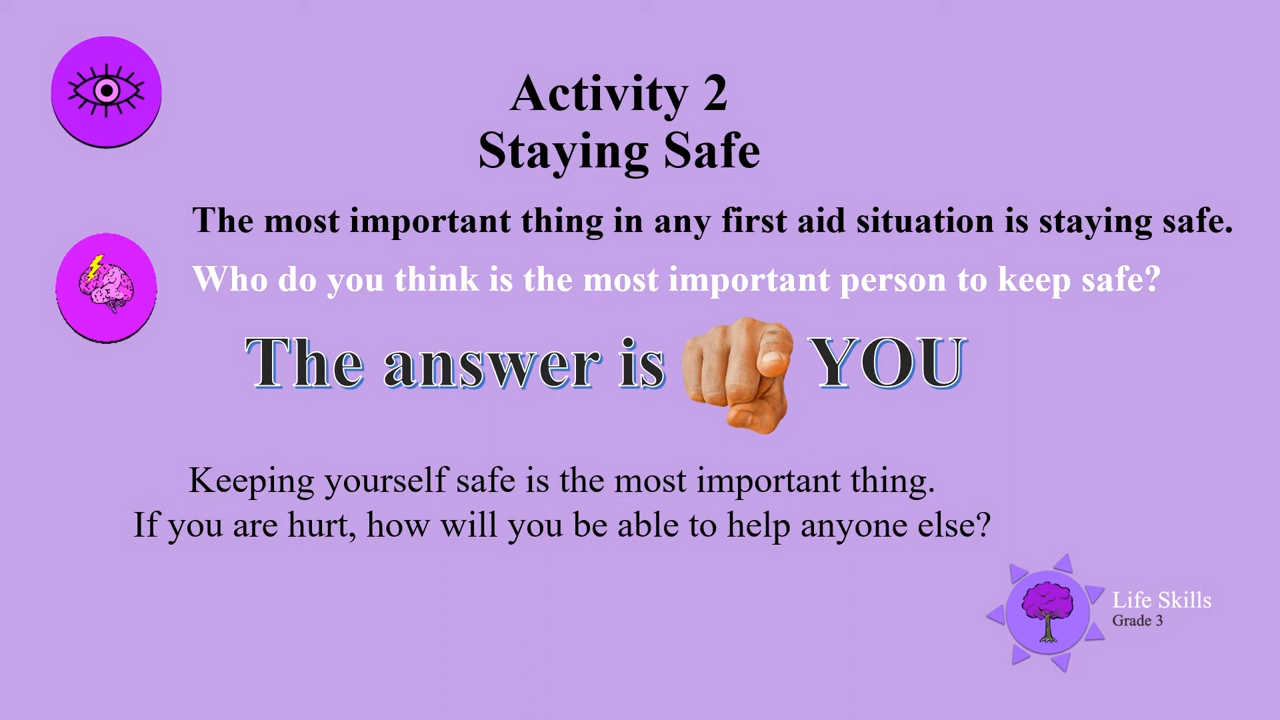 Activity 2
Staying Safe
The most important thing in any first aid situation is staying safe.
Who do you think is the most important person to keep safe?
The answer is YOU
Keeping yourself safe is the most important thing.
If you are hurt, how will you be able to help anyone else?
Life Skills
Grade 3